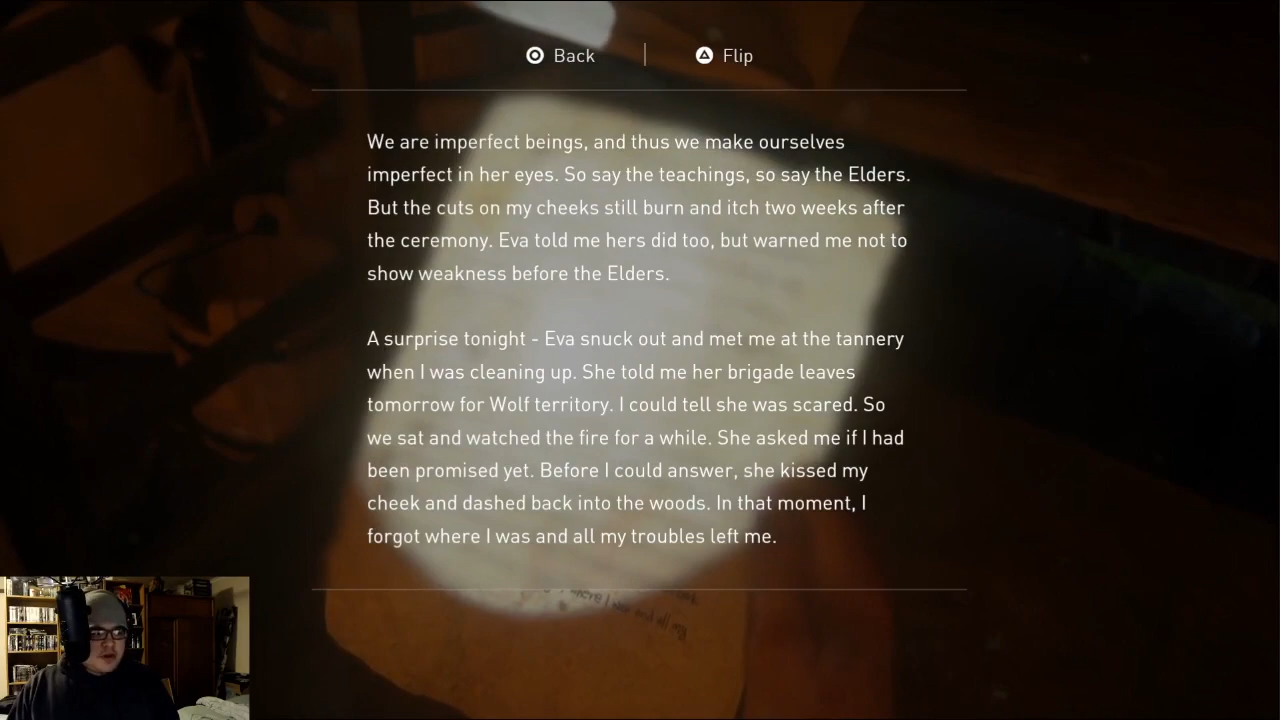 Back | Flip
We are imperfect beings, and thus we make ourselves
imperfect in her eyes. So say the teachings, so say the Elders.
But the cuts on my cheeks still burn and itch two weeks after
the ceremony. Eva told me hers did too, but warned me not to
show weakness before the Elders.
A surprise tonight - Eva snuck out and met me at the tannery
when I was cleaning up. She told me her brigade leaves
tomorrow for Wolf territory. I could tell she was scared. So
we sat and watched the fire for a while. She asked me if I had
been promised yet. Before I could answer, she kissed my
cheek and dashed back into the woods. In that moment, I
forgot where I was and all my troubles left me.